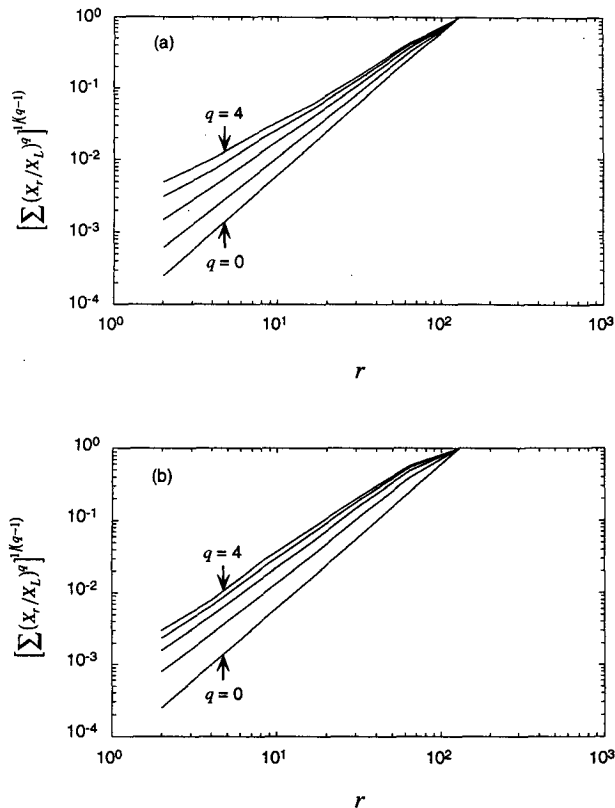 (a)
10⁰
10⁻¹
10⁻²
10⁻³
10⁻⁴
[∑(X_r/X_L)^q]^{1/(q−1)}
q = 4
q = 0
10⁰ 10¹ 10² 10³
r
(b)
10⁰
10⁻¹
10⁻²
10⁻³
10⁻⁴
[∑(X_r/X_L)^q]^{1/(q−1)}
q = 4
q = 0
10⁰ 10¹ 10² 10³
r